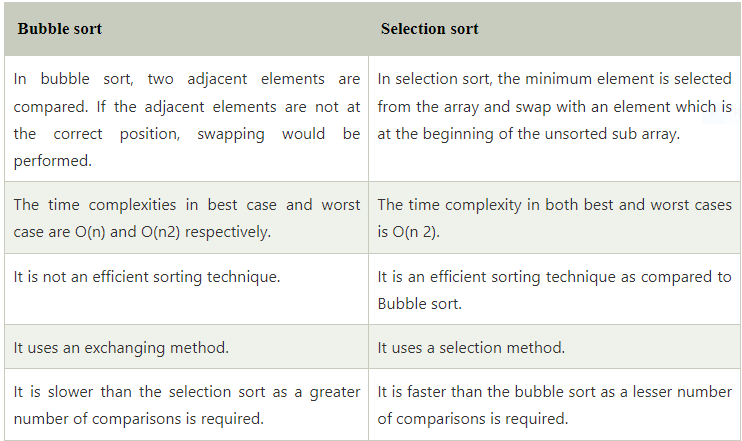 Bubble sort
Selection sort
In bubble sort, two adjacent elements are
compared. If the adjacent elements are not at
the correct position, swapping would be
performed.
In selection sort, the minimum element is selected
from the array and swap with an element which is
at the beginning of the unsorted sub array.
The time complexities in best case and worst
case are O(n) and O(n2) respectively.
The time complexity in both best and worst cases
is O(n 2).
It is not an efficient sorting technique.
It is an efficient sorting technique as compared to
Bubble sort.
It uses an exchanging method.
It uses a selection method.
It is slower than the selection sort as a greater
number of comparisons is required.
It is faster than the bubble sort as a lesser number
of comparisons is required.